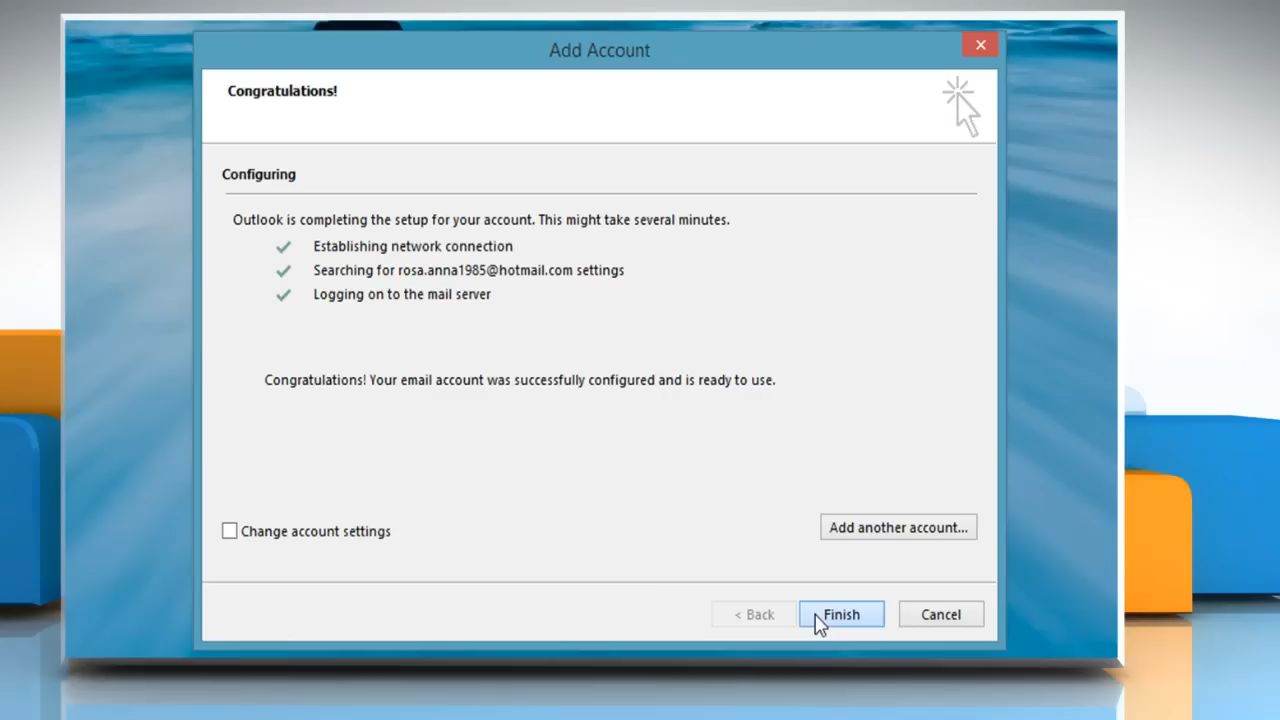 Add Account
Congratulations!
Configuring
Outlook is completing the setup for your account. This might take several minutes.
Establishing network connection
Searching for rosa.anna1985@hotmail.com settings
Logging on to the mail server
Congratulations! Your email account was successfully configured and is ready to use.
Change account settings
Add another account...
< Back
Finish
Cancel